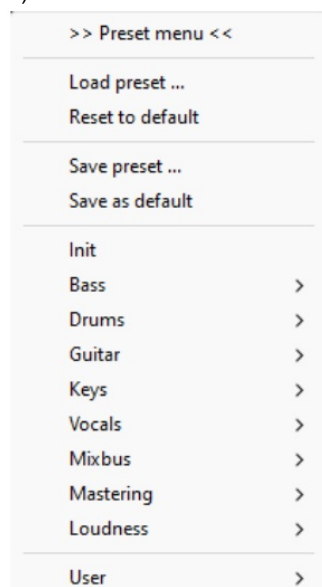 >> Preset menu <<
Load preset ...
Reset to default
Save preset ...
Save as default
Init
Bass >
Drums >
Guitar >
Keys >
Vocals >
Mixbus >
Mastering >
Loudness >
User >